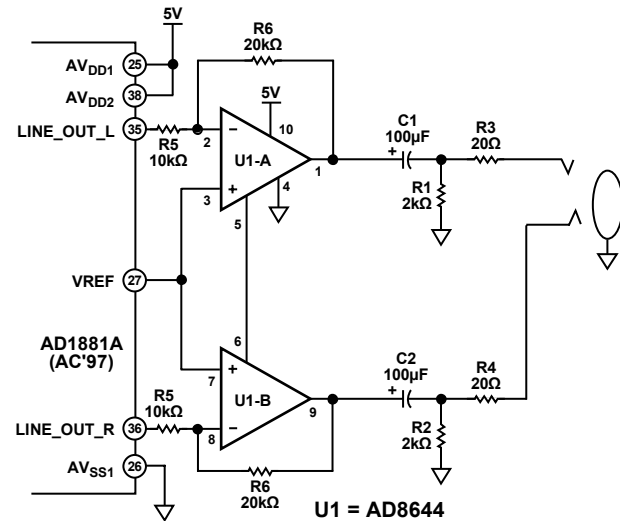 5V
25
AVDD1
38
AVDD2
35
LINE_OUT_L
R5
10kΩ
R6
20kΩ
5V
10
2
−
U1-A
1
+
3
4
5
C1
+
100µF
R3
20Ω
R1
2kΩ
VREF
27
AD1881A
(AC'97)
6
7
+
U1-B
9
−
8
R5
10kΩ
LINE_OUT_R
36
AVSS1
26
R6
20kΩ
C2
+
100µF
R4
20Ω
R2
2kΩ
U1 = AD8644